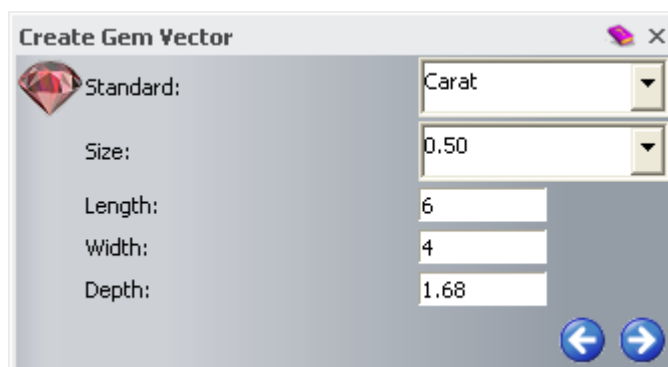 Create Gem Vector
Standard: Carat
Size: 0.50
Length: 6
Width: 4
Depth: 1.68